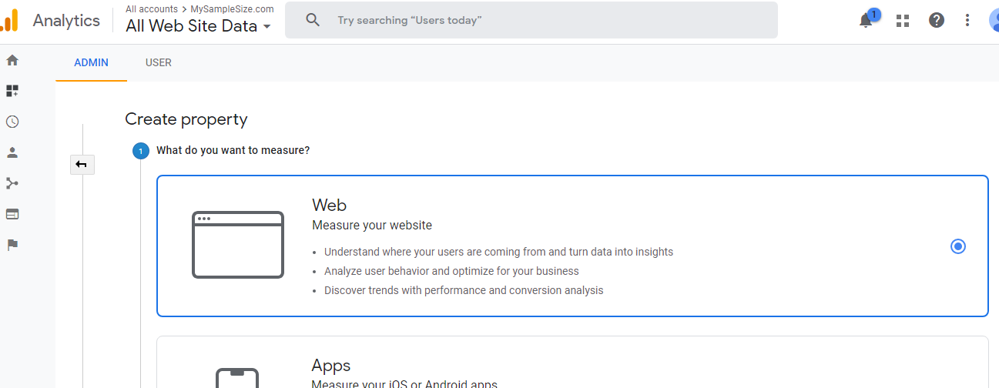 Analytics
All accounts > MySampleSize.com
All Web Site Data
Try searching “Users today”
1
ADMIN
USER
Create property
1 What do you want to measure?
Web
Measure your website
• Understand where your users are coming from and turn data into insights
• Analyze user behavior and optimize for your business
• Discover trends with performance and conversion analysis
Apps
Measure your iOS or Android apps